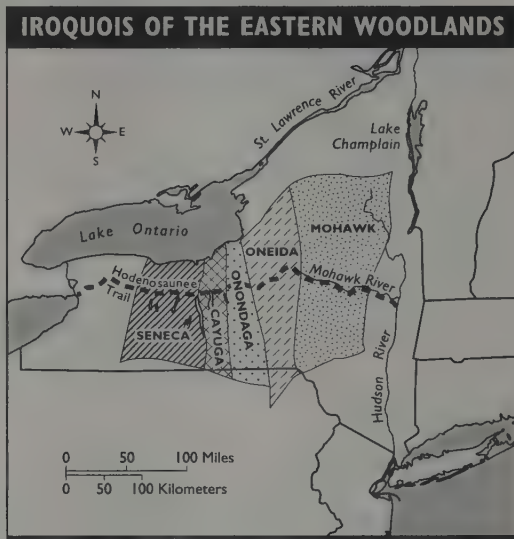 IROQUOIS OF THE EASTERN WOODLANDS
N
W E
S
St. Lawrence River
Lake
Champlain
Lake Ontario
MOHAWK
ONEIDA
Hodenosaunee
Trail
ONONDAGA
Mohawk River
SENECA
CAYUGA
Hudson River
0 50 100 Miles
0 50 100 Kilometers